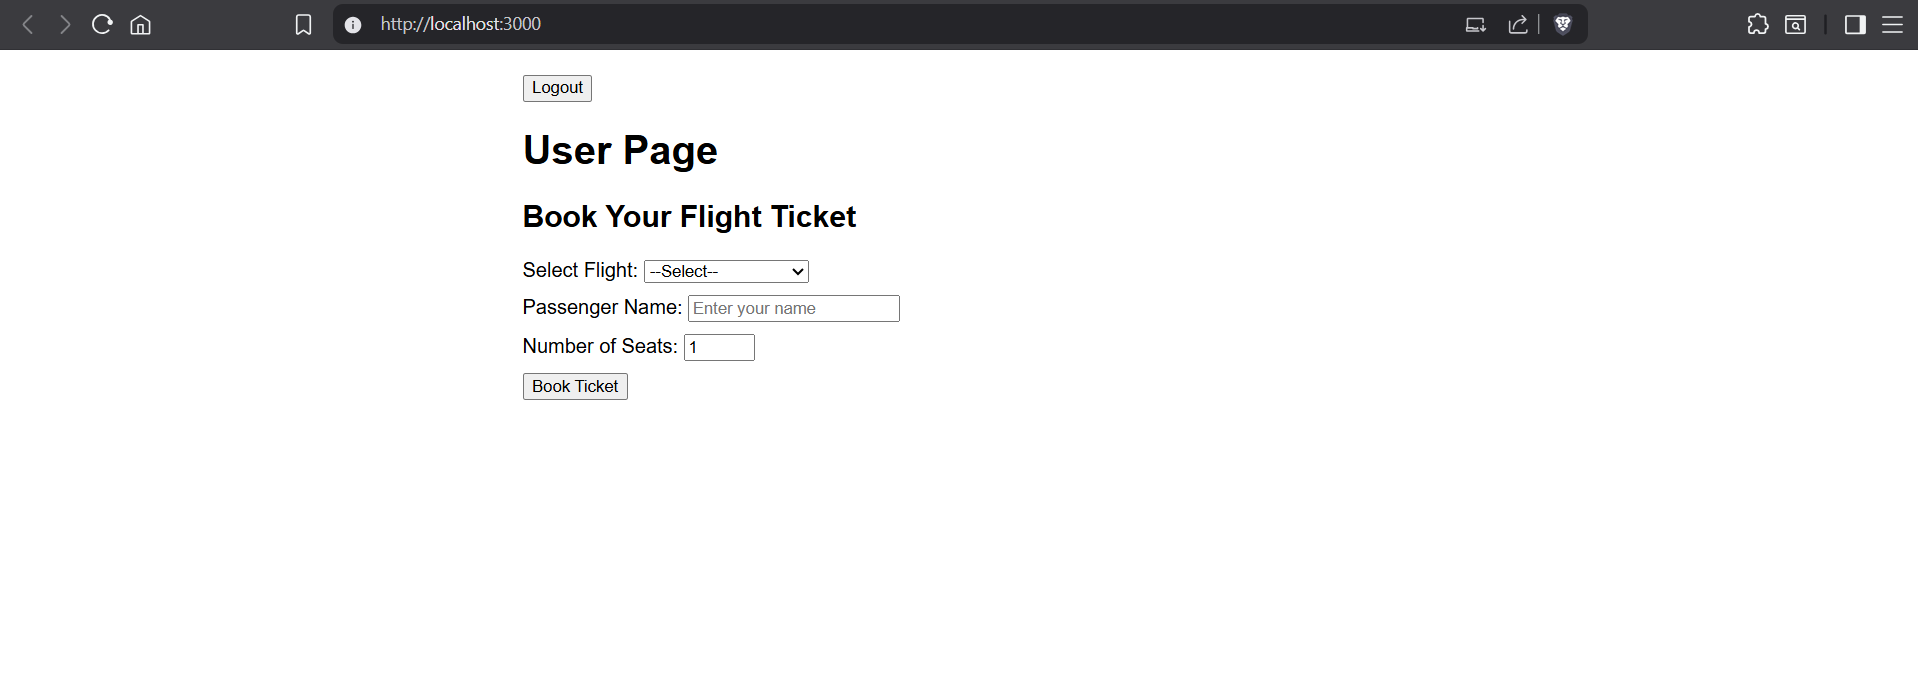 http://localhost:3000
Logout
User Page
Book Your Flight Ticket
Select Flight: --Select--
Passenger Name: Enter your name
Number of Seats: 1
Book Ticket